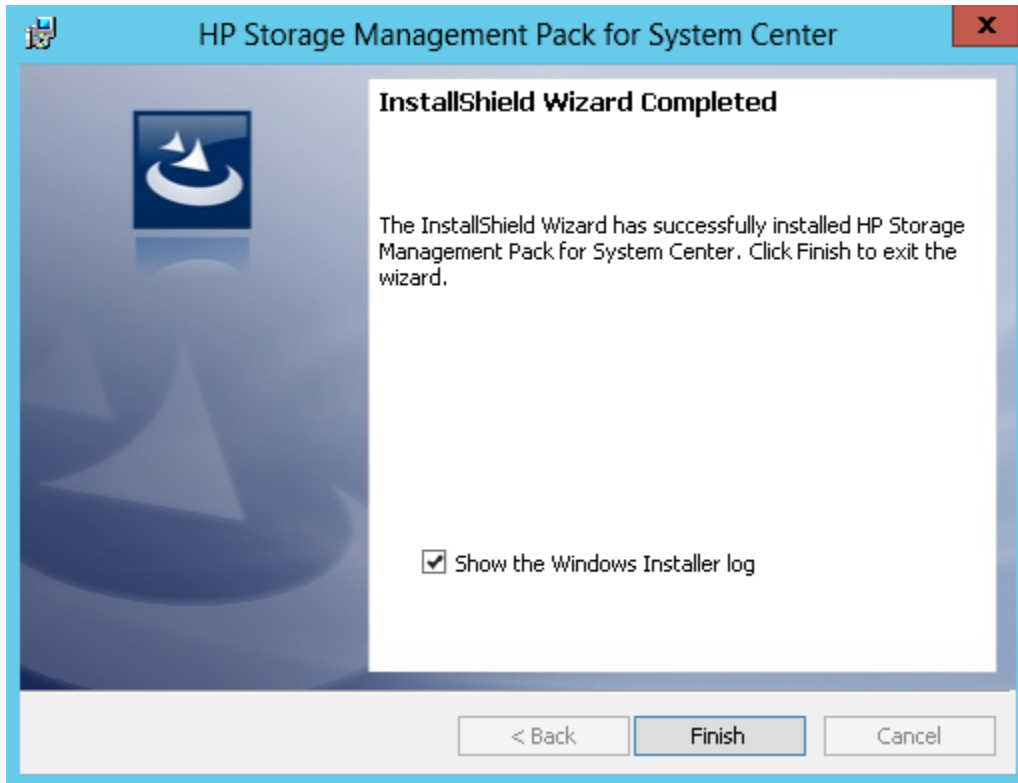 HP Storage Management Pack for System Center
x
InstallShield Wizard Completed
The InstallShield Wizard has successfully installed HP Storage
Management Pack for System Center. Click Finish to exit the
wizard.
Show the Windows Installer log
< Back
Finish
Cancel